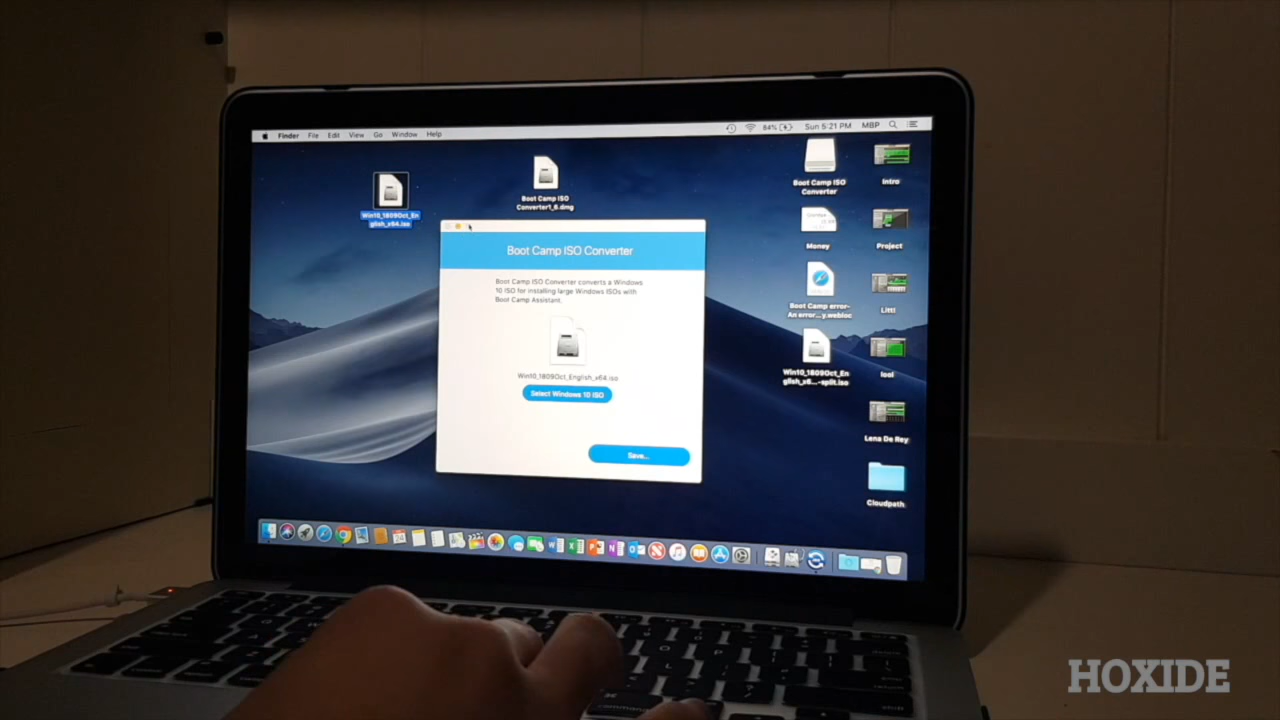 Finder File Edit View Go Window Help
84% Sun 5:21 PM MBP
Win10_1809Oct_En
glish_x64.iso
Boot Camp ISO
Converter1_6.dmg
Boot Camp ISO
Converter
Intro
Money
Project
Boot Camp error-
An error...y.webloc
Littl
Win10_1809Oct_En
glish_x6...-split.iso
lool
Lena De Rey
Cloudpath
Boot Camp ISO Converter
Boot Camp ISO Converter converts a Windows
10 ISO for installing large Windows ISOs with
Boot Camp Assistant.
Win10_1809Oct_English_x64.iso
Select Windows 10 ISO
Save...
command
HOXIDE